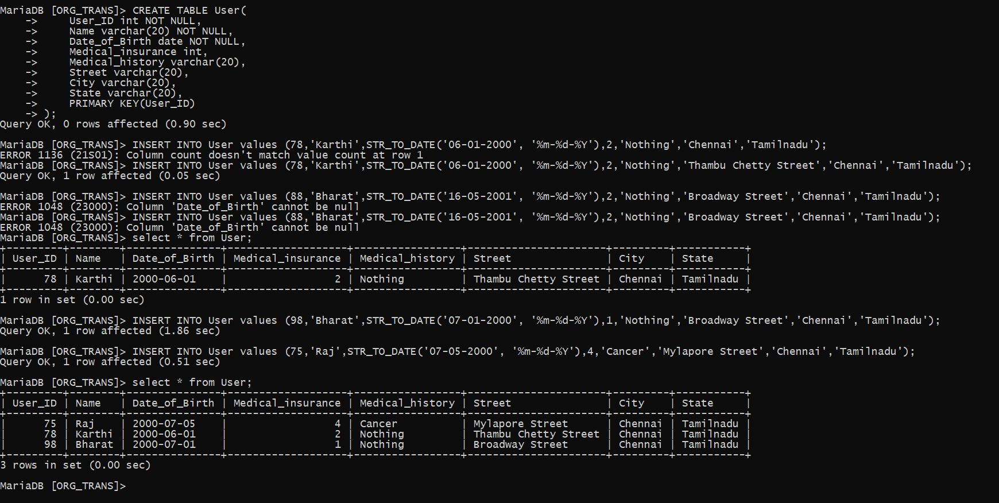 MariaDB [ORG_TRANS]> CREATE TABLE User(
    ->     User_ID int NOT NULL,
    ->     Name varchar(20) NOT NULL,
    ->     Date_of_Birth date NOT NULL,
    ->     Medical_insurance int,
    ->     Medical_history varchar(20),
    ->     Street varchar(20),
    ->     City varchar(20),
    ->     State varchar(20),
    ->     PRIMARY KEY(User_ID)
    -> );
Query OK, 0 rows affected (0.90 sec)

MariaDB [ORG_TRANS]> INSERT INTO User values (78,'Karthi',STR_TO_DATE('06-01-2000', '%m-%d-%Y'),2,'Nothing','Chennai','Tamilnadu');
ERROR 1136 (21S01): Column count doesn't match value count at row 1
MariaDB [ORG_TRANS]> INSERT INTO User values (78,'Karthi',STR_TO_DATE('06-01-2000', '%m-%d-%Y'),2,'Nothing','Thambu Chetty Street','Chennai','Tamilnadu');
Query OK, 1 row affected (0.05 sec)

MariaDB [ORG_TRANS]> INSERT INTO User values (88,'Bharat',STR_TO_DATE('16-05-2001', '%m-%d-%Y'),2,'Nothing','Broadway Street','Chennai','Tamilnadu');
ERROR 1048 (23000): Column 'Date_of_Birth' cannot be null
MariaDB [ORG_TRANS]> INSERT INTO User values (88,'Bharat',STR_TO_DATE('16-05-2001', '%m-%d-%Y'),2,'Nothing','Broadway Street','Chennai','Tamilnadu');
ERROR 1048 (23000): Column 'Date_of_Birth' cannot be null
MariaDB [ORG_TRANS]> select * from User;
+---------+--------+---------------+-------------------+-----------------+----------------------+---------+-----------+
| User_ID | Name   | Date_of_Birth | Medical_insurance | Medical_history | Street               | City    | State     |
+---------+--------+---------------+-------------------+-----------------+----------------------+---------+-----------+
|      78 | Karthi | 2000-06-01    |                 2 | Nothing         | Thambu Chetty Street | Chennai | Tamilnadu |
+---------+--------+---------------+-------------------+-----------------+----------------------+---------+-----------+
1 row in set (0.00 sec)

MariaDB [ORG_TRANS]> INSERT INTO User values (98,'Bharat',STR_TO_DATE('07-01-2000', '%m-%d-%Y'),1,'Nothing','Broadway Street','Chennai','Tamilnadu');
Query OK, 1 row affected (1.86 sec)

MariaDB [ORG_TRANS]> INSERT INTO User values (75,'Raj',STR_TO_DATE('07-05-2000', '%m-%d-%Y'),4,'Cancer','Mylapore Street','Chennai','Tamilnadu');
Query OK, 1 row affected (0.51 sec)

MariaDB [ORG_TRANS]> select * from User;
+---------+--------+---------------+-------------------+-----------------+----------------------+---------+-----------+
| User_ID | Name   | Date_of_Birth | Medical_insurance | Medical_history | Street               | City    | State     |
+---------+--------+---------------+-------------------+-----------------+----------------------+---------+-----------+
|      75 | Raj    | 2000-07-05    |                 4 | Cancer          | Mylapore Street      | Chennai | Tamilnadu |
|      78 | Karthi | 2000-06-01    |                 2 | Nothing         | Thambu Chetty Street | Chennai | Tamilnadu |
|      98 | Bharat | 2000-07-01    |                 1 | Nothing         | Broadway Street      | Chennai | Tamilnadu |
+---------+--------+---------------+-------------------+-----------------+----------------------+---------+-----------+
3 rows in set (0.00 sec)

MariaDB [ORG_TRANS]>